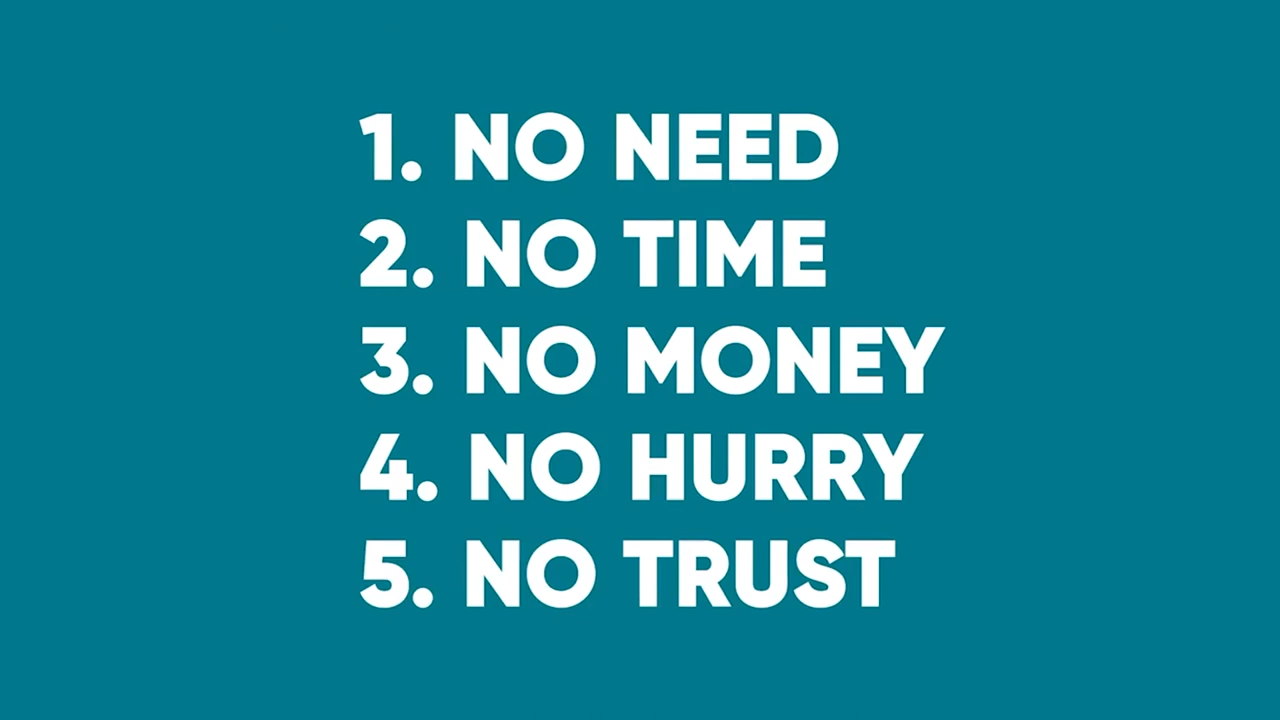 1. NO NEED
2. NO TIME
3. NO MONEY
4. NO HURRY
5. NO TRUST